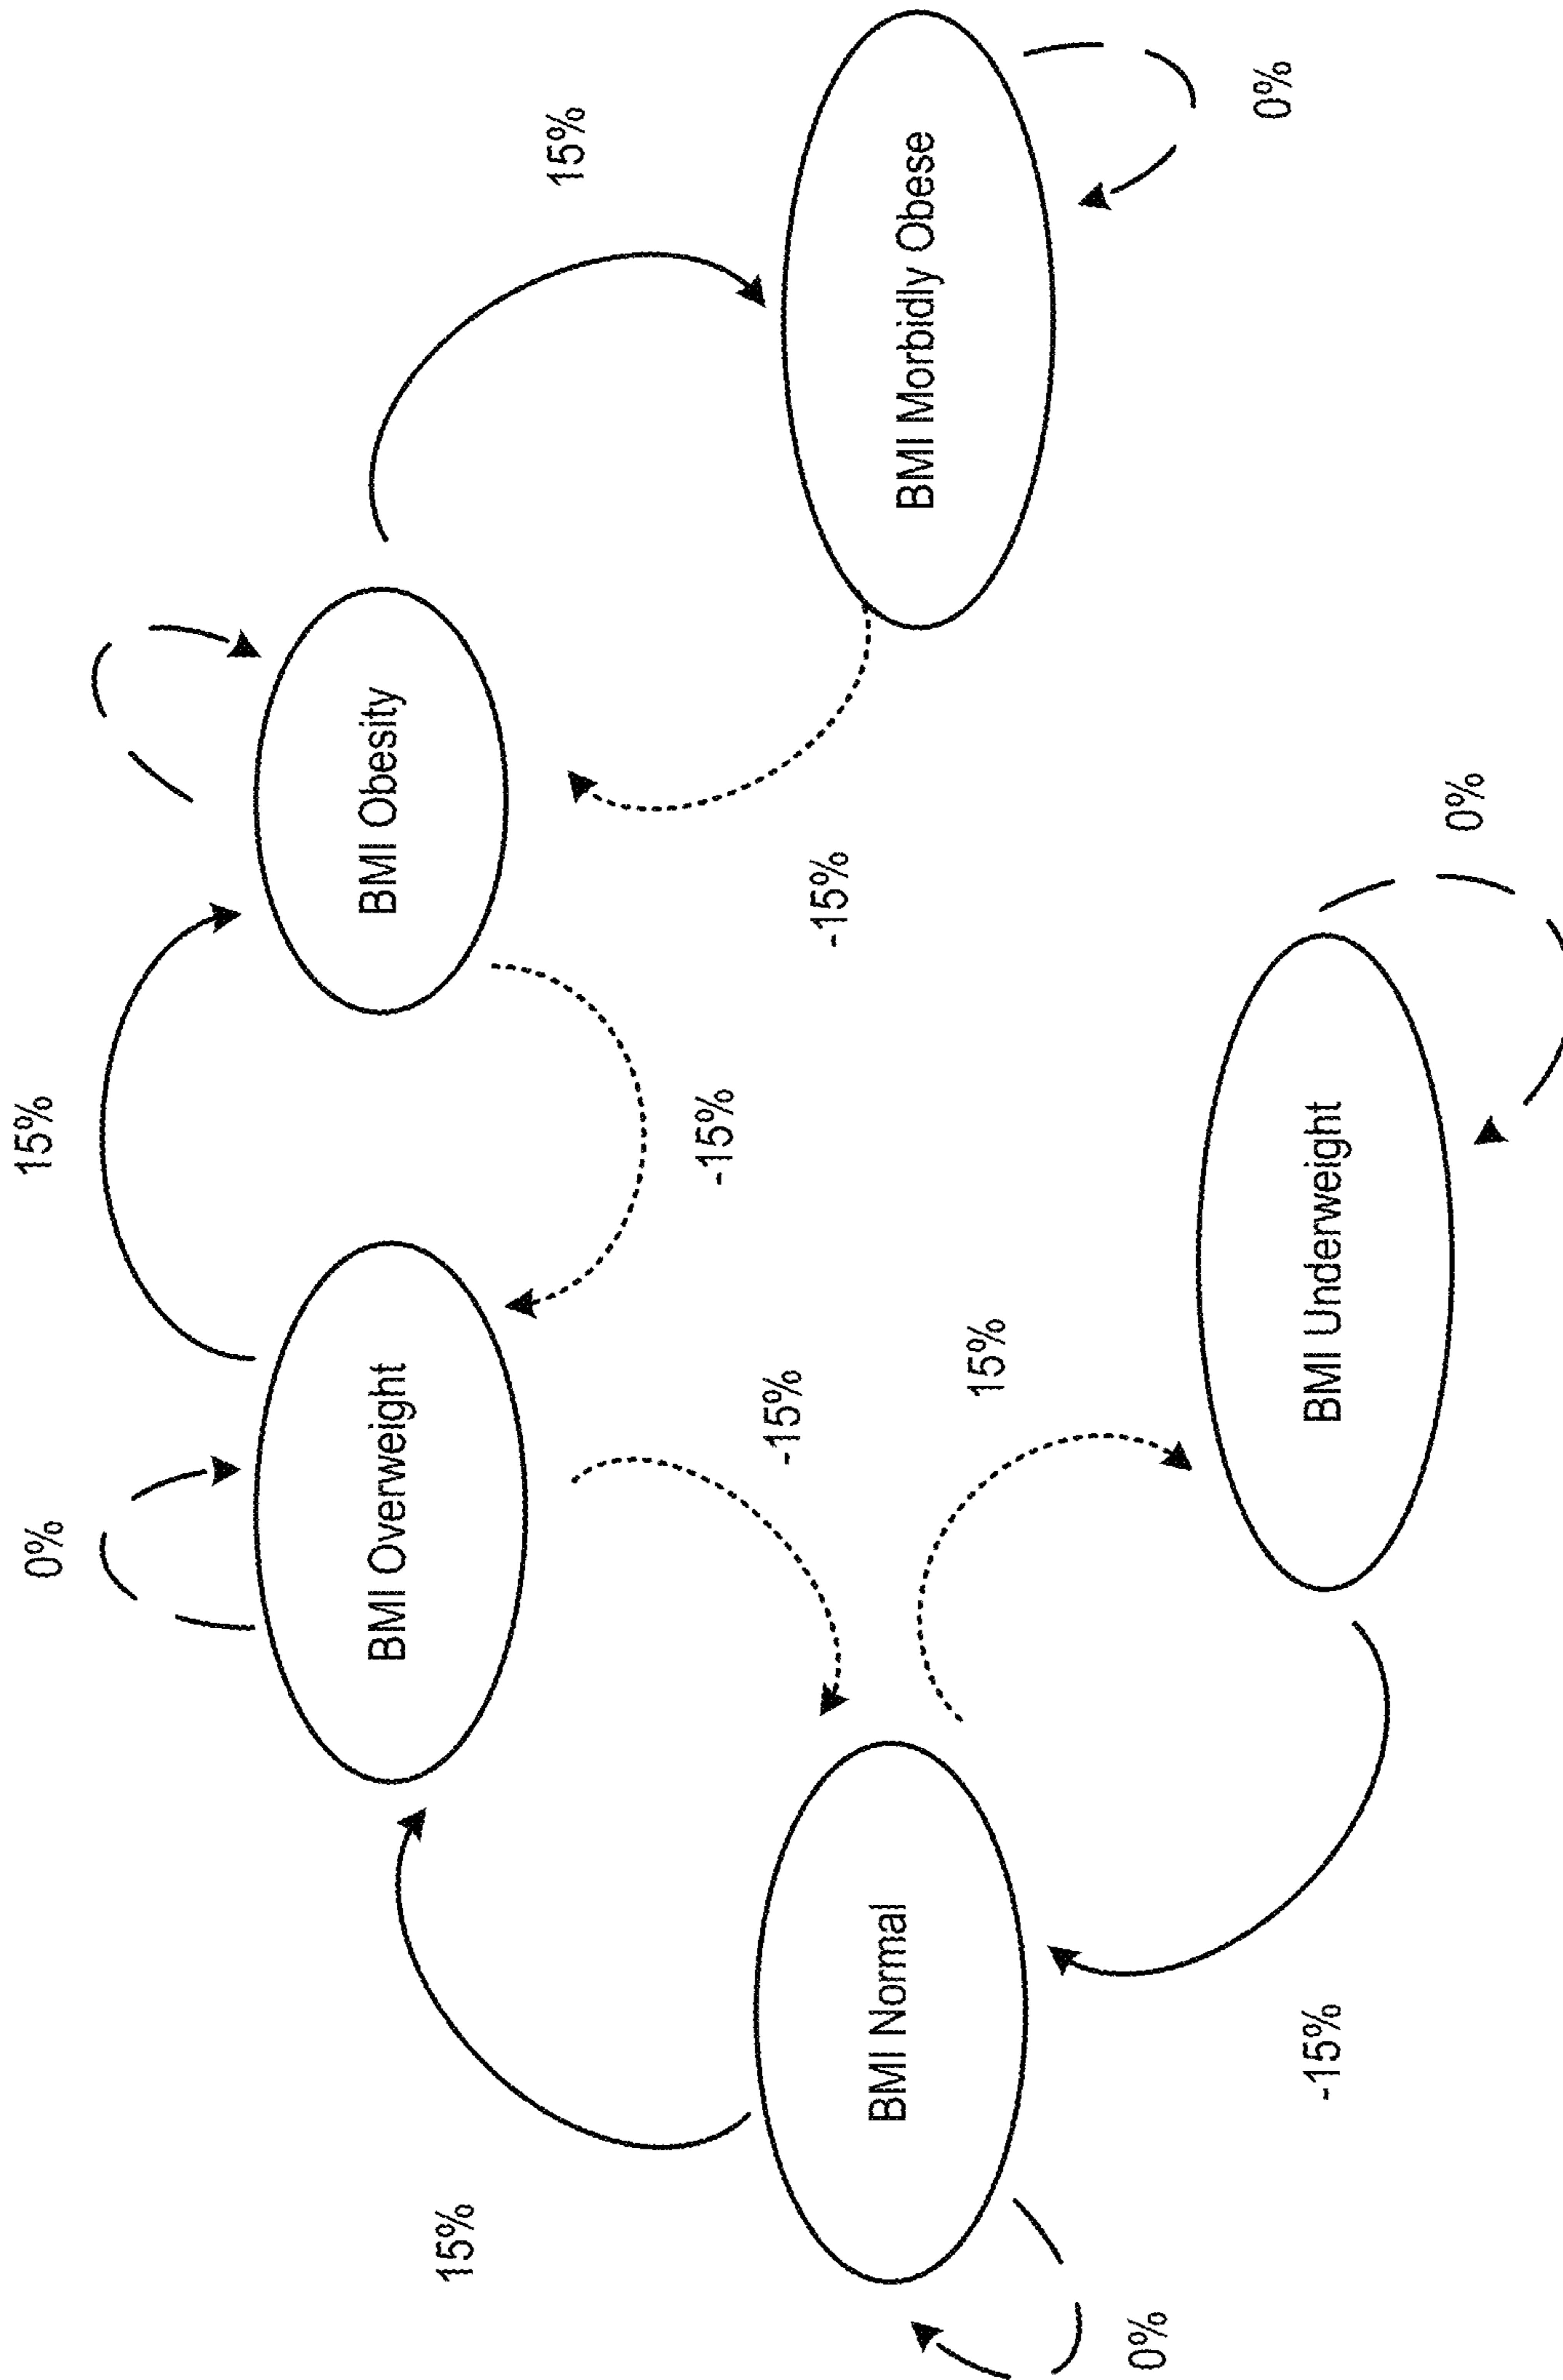 15%
0%
BMI Overweight
BMI Obesity
15%
-15%
15%
-15%
-15%
BMI Normal
BMI Morbidly Obese
0%
15%
0%
-15%
BMI Underweight
0%